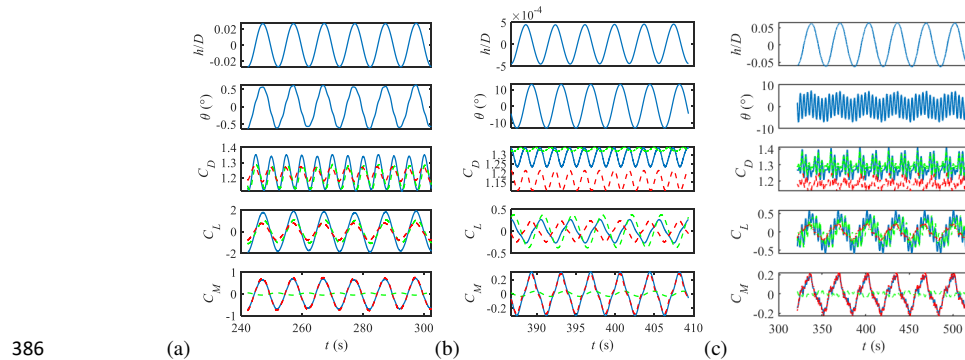 ×10⁻⁴
0.02
0
-0.02
h/D
5
0
-5
h/D
0.05
0
-0.05
h/D
0.5
0
-0.5
θ (°)
10
0
-10
θ (°)
10
0
-10
θ (°)
1.4
1.3
1.2
C_D
1.3
1.25
1.2
1.15
C_D
1.4
1.3
1.2
C_D
2
0
-2
C_L
0.5
0
-0.5
C_L
0.5
0
-0.5
C_L
1
0
-1
C_M
0.2
0
-0.2
C_M
0.2
0
-0.2
C_M
240 260 280 300
390 395 400 405 410
300 350 400 450 500
386 (a) t (s) (b) t (s) (c) t (s)